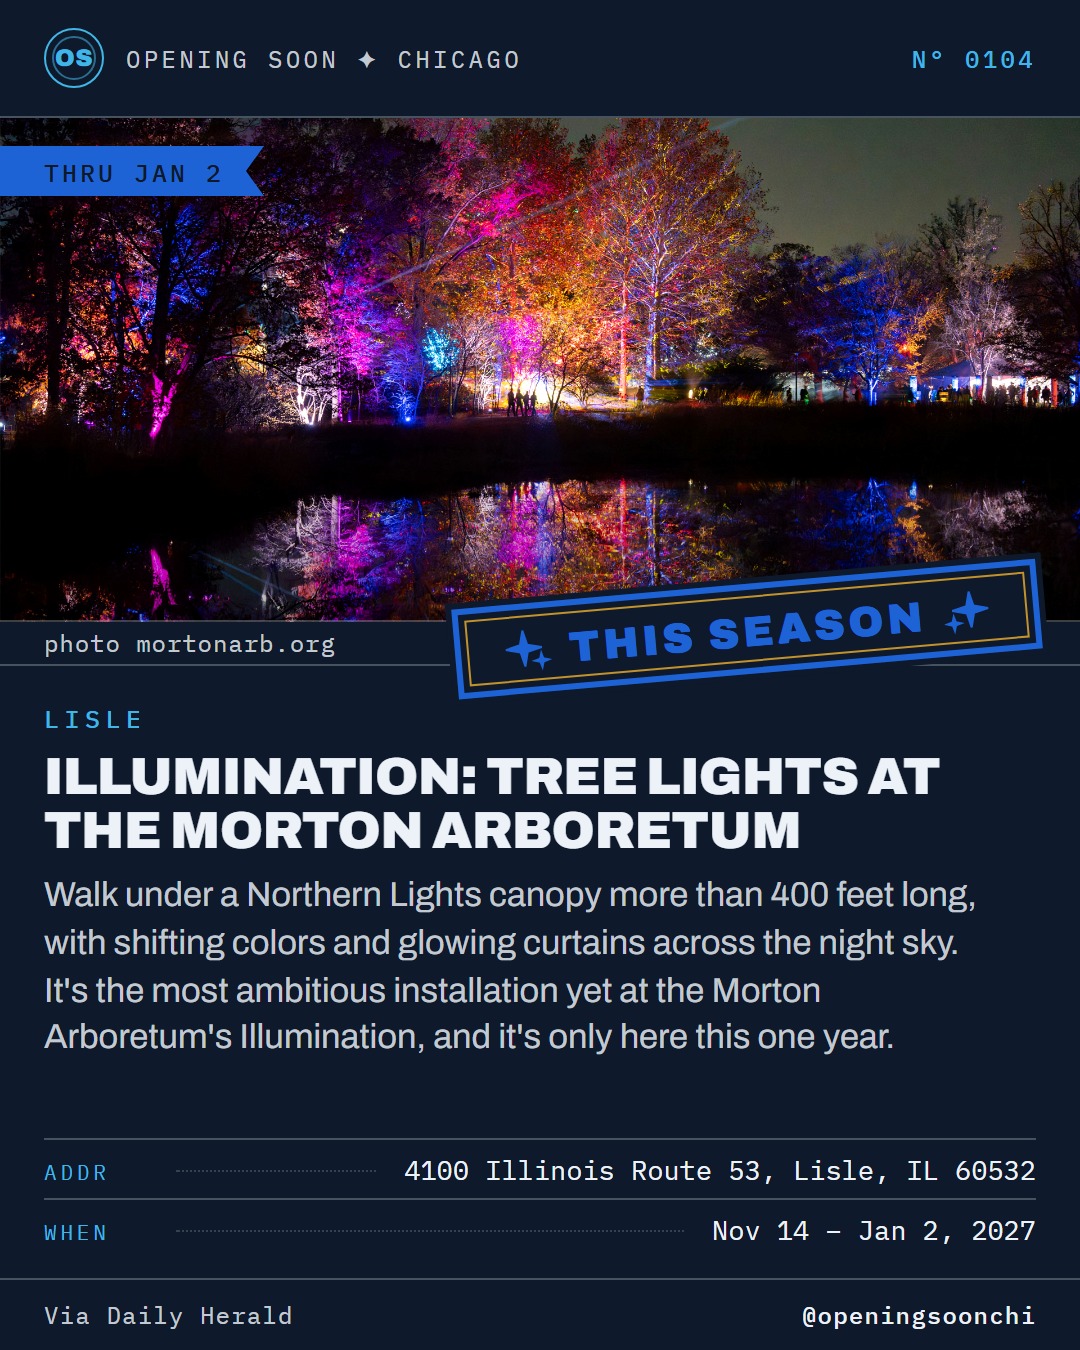 OS OPENING SOON ✦ CHICAGO
N° 0104
THRU JAN 2
photo mortonarb.org
THIS SEASON
LISLE
ILLUMINATION: TREE LIGHTS AT
THE MORTON ARBORETUM
Walk under a Northern Lights canopy more than 400 feet long,
with shifting colors and glowing curtains across the night sky.
It's the most ambitious installation yet at the Morton
Arboretum's Illumination, and it's only here this one year.
ADDR 4100 Illinois Route 53, Lisle, IL 60532
WHEN Nov 14 – Jan 2, 2027
Via Daily Herald
@openingsoonchi